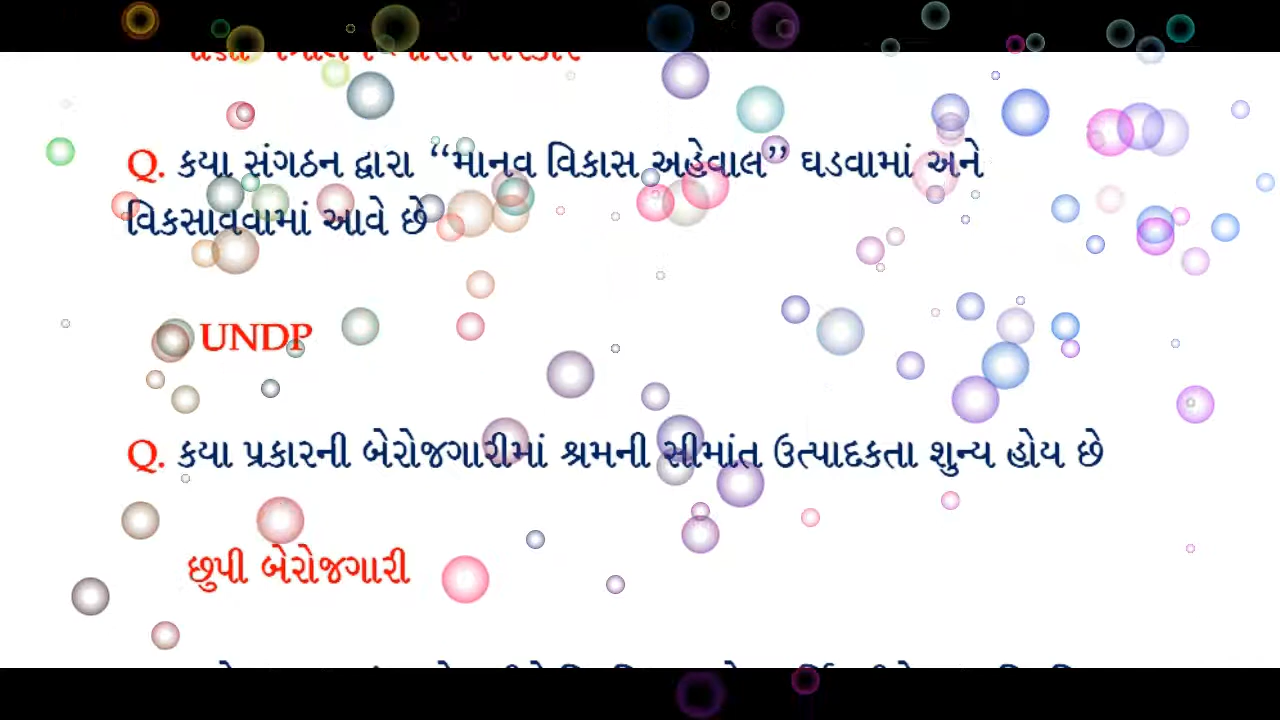 Q. કયા સંગઠન દ્વારા “માનવ વિકાસ અહેવાલ” ઘડવામાં અને
વિકસાવવામાં આવે છે
UNDP
Q. કયા પ્રકારની બેરોજગારીમાં શ્રમની સીમાંત ઉત્પાદકતા શુન્ય હોય છે
છુપી બેરોજગારી